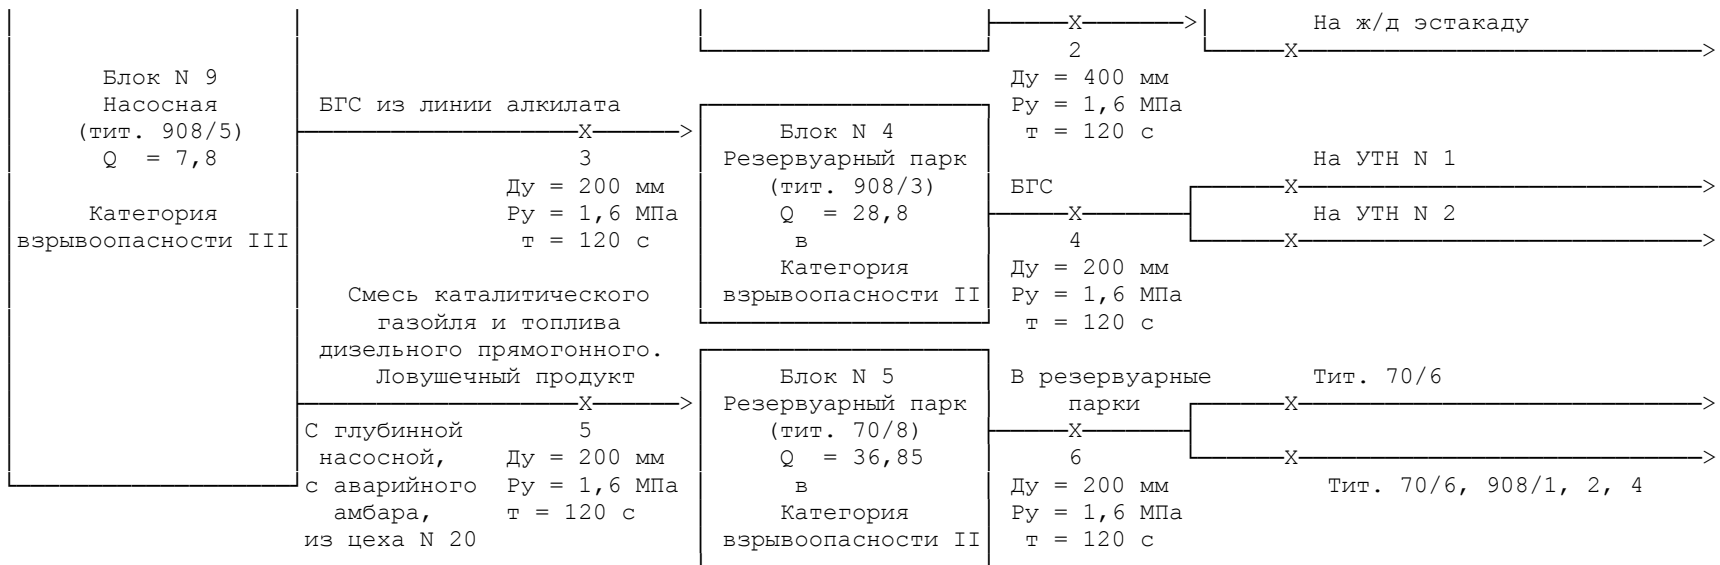 На ж/д эстакаду
X
2 X
Блок N 9 Ду = 400 мм
Насосная БГС из линии алкилата Ру = 1,6 МПа
(тит. 908/5) X Блок N 4 т = 120 с
Q = 7,8 3 Резервуарный парк На УТН N 1
Ду = 200 мм (тит. 908/3) БГС X
Категория Ру = 1,6 МПа Q = 28,8 X На УТН N 2
взрывоопасности III т = 120 с в 4 X
Категория Ду = 200 мм
Смесь каталитического взрывоопасности II Ру = 1,6 МПа
газойля и топлива т = 120 с
дизельного прямогонного.
Ловушечный продукт Блок N 5 В резервуарные Тит. 70/6
X Резервуарный парк парки X
С глубинной 5 (тит. 70/8) X
насосной, Ду = 200 мм Q = 36,85 6 X
с аварийного Ру = 1,6 МПа в Ду = 200 мм Тит. 70/6, 908/1, 2, 4
амбара, т = 120 с Категория Ру = 1,6 МПа
из цеха N 20 взрывоопасности II т = 120 с